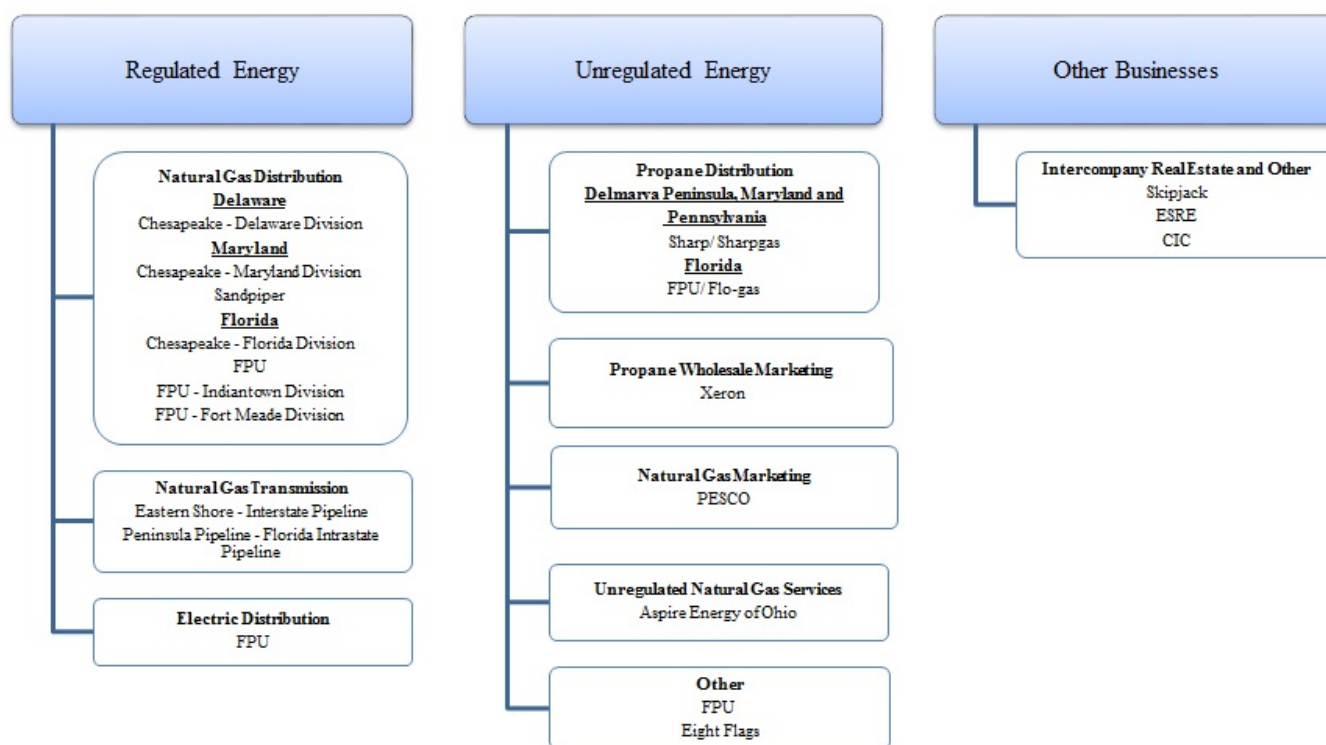 Regulated Energy
Natural Gas Distribution
Delaware
Chesapeake - Delaware Division
Maryland
Chesapeake - Maryland Division
Sandpiper
Florida
Chesapeake - Florida Division
FPU
FPU - Indiantown Division
FPU - Fort Meade Division
Natural Gas Transmission
Eastern Shore - Interstate Pipeline
Peninsula Pipeline - Florida Intrastate
Pipeline
Electric Distribution
FPU
Unregulated Energy
Propane Distribution
Delmarva Peninsula, Maryland and
Pennsylvania
Sharp/ Sharpgas
Florida
FPU/ Flo-gas
Propane Wholesale Marketing
Xeron
Natural Gas Marketing
PESCO
Unregulated Natural Gas Services
Aspire Energy of Ohio
Other
FPU
Eight Flags
Other Businesses
Intercompany Real Estate and Other
Skipjack
ESRE
CIC